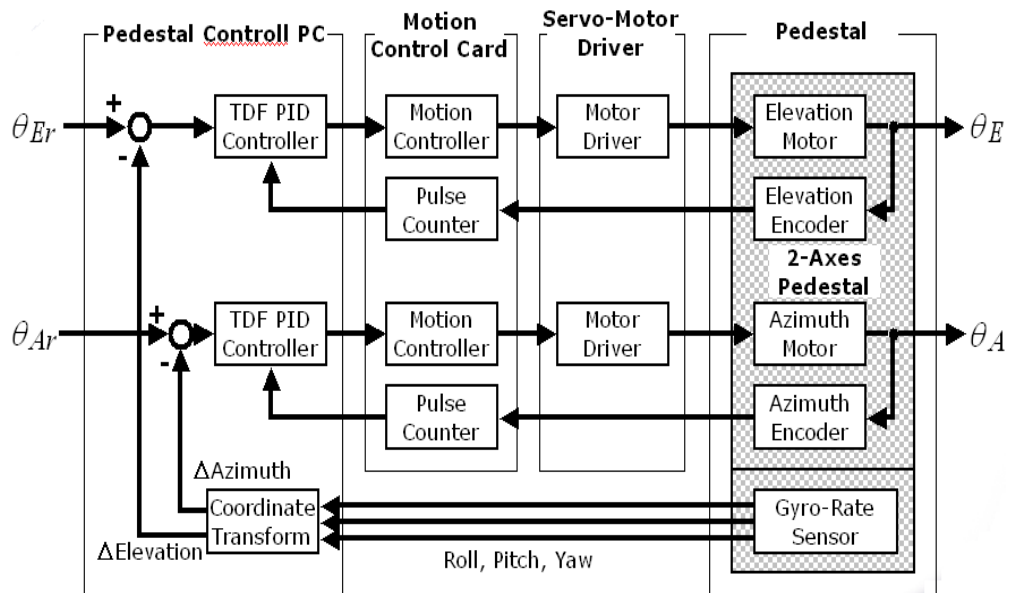 Pedestal Controll PC
Motion
Control Card
Servo-Motor
Driver
Pedestal
+
θEr
-
TDF PID
Controller
Motion
Controller
Motor
Driver
Elevation
Motor
θE
Pulse
Counter
Elevation
Encoder
2-Axes
Pedestal
+
θAr
-
TDF PID
Controller
Motion
Controller
Motor
Driver
Azimuth
Motor
θA
Pulse
Counter
Azimuth
Encoder
ΔAzimuth
Coordinate
Transform
ΔElevation
Roll, Pitch, Yaw
Gyro-Rate
Sensor